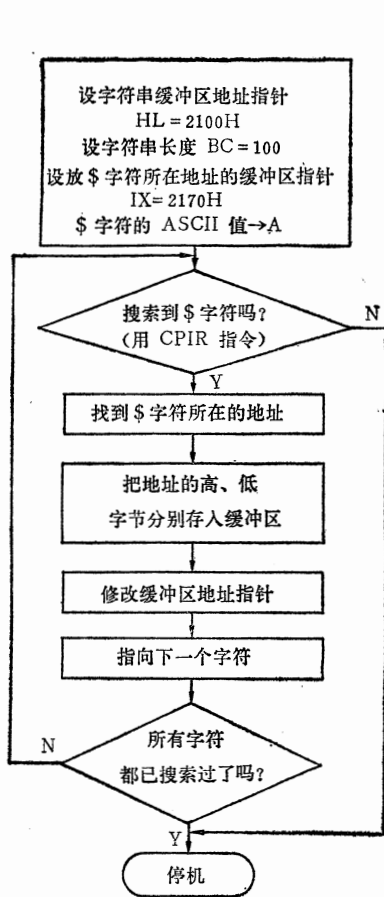 设字符串缓冲区地址指针
HL=2100H
设字符串长度 BC=100
设放$字符所在地址的缓冲区指针
IX=2170H
$字符的 ASCII 值→A
搜索到$字符吗?
(用 CPIR 指令)
N
Y
找到$字符所在的地址
把地址的高、低
字节分别存入缓冲区
修改缓冲区地址指针
指向下一个字符
N
所有字符
都已搜索过了吗?
Y
停机